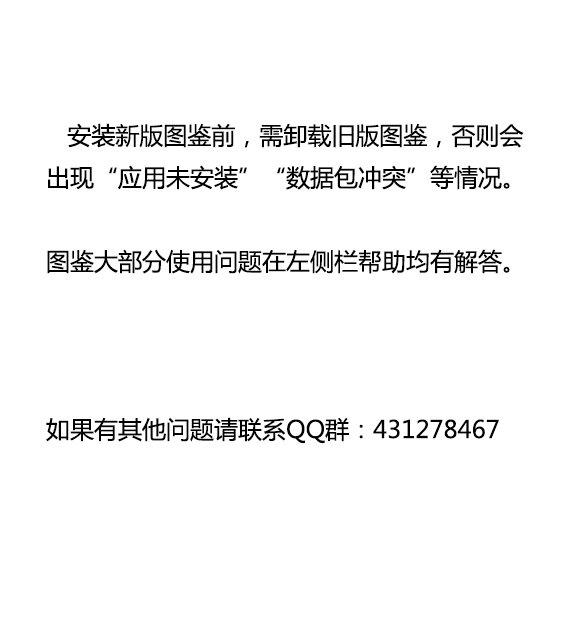 安装新版图鉴前，需卸载旧版图鉴，否则会
出现“应用未安装”“数据包冲突”等情况。
图鉴大部分使用问题在左侧栏帮助均有解答。
如果有其他问题请联系QQ群：431278467